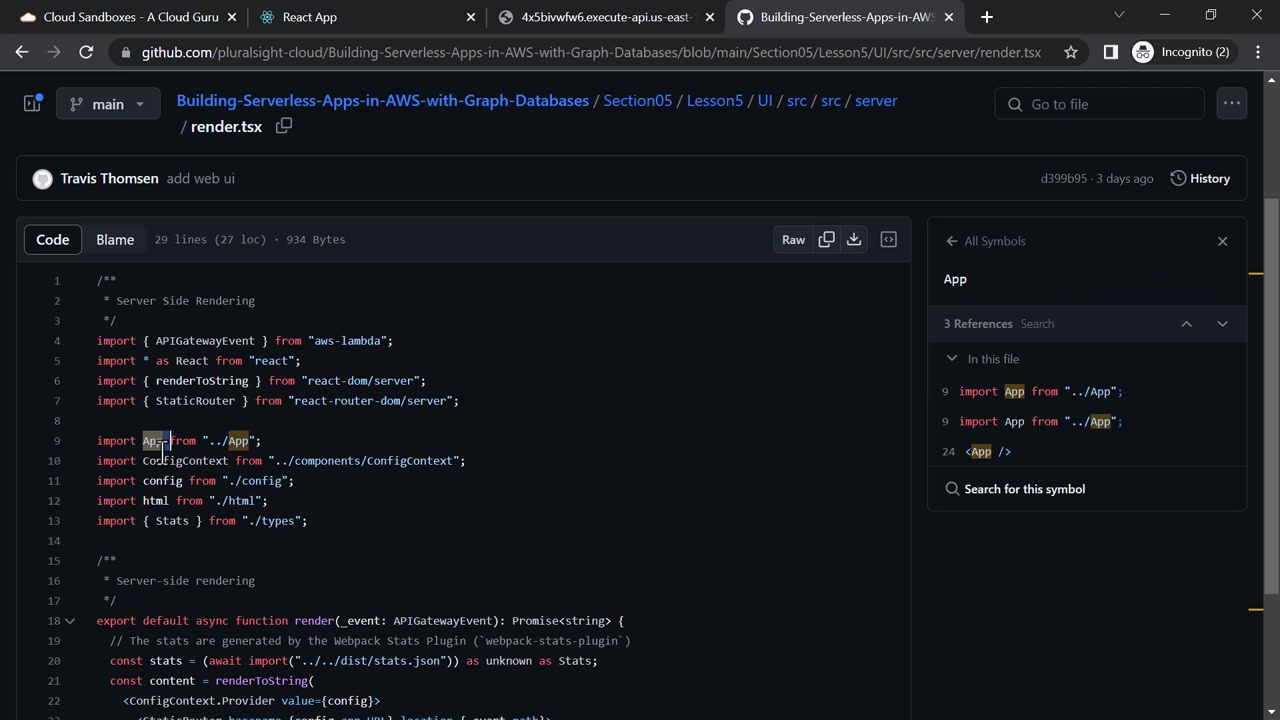 Cloud Sandboxes - A Cloud Guru
React App
4x5bivwfw6.execute-api.us-east-
Building-Serverless-Apps-in-AWS
github.com/pluralsight-cloud/Building-Serverless-Apps-in-AWS-with-Graph-Databases/blob/main/Section05/Lesson5/UI/src/src/server/render.tsx
Incognito (2)
main
Building-Serverless-Apps-in-AWS-with-Graph-Databases / Section05 / Lesson5 / UI / src / src / server
/ render.tsx
Go to file
Travis Thomsen add web ui
d399b95 · 3 days ago
History
Code
Blame
29 lines (27 loc) · 934 Bytes
Raw
1 /**
2 * Server Side Rendering
3 */
4 import { APIGatewayEvent } from "aws-lambda";
5 import * as React from "react";
6 import { renderToString } from "react-dom/server";
7 import { StaticRouter } from "react-router-dom/server";
8
9 import App from "../App";
10 import ConfigContext from "../components/ConfigContext";
11 import config from "./config";
12 import html from "./html";
13 import { Stats } from "./types";
14
15 /**
16 * Server-side rendering
17 */
18 export default async function render(_event: APIGatewayEvent): Promise<string> {
19 // The stats are generated by the Webpack Stats Plugin (`webpack-stats-plugin`)
20 const stats = (await import("../../dist/stats.json")) as unknown as Stats;
21 const content = renderToString(
22 <ConfigContext.Provider value={config}>
23 <StaticRouter basename={config.app.URL} location={_event.path}>
All Symbols
App
3 References Search
In this file
9 import App from "../App";
9 import App from "../App";
24 <App />
Search for this symbol